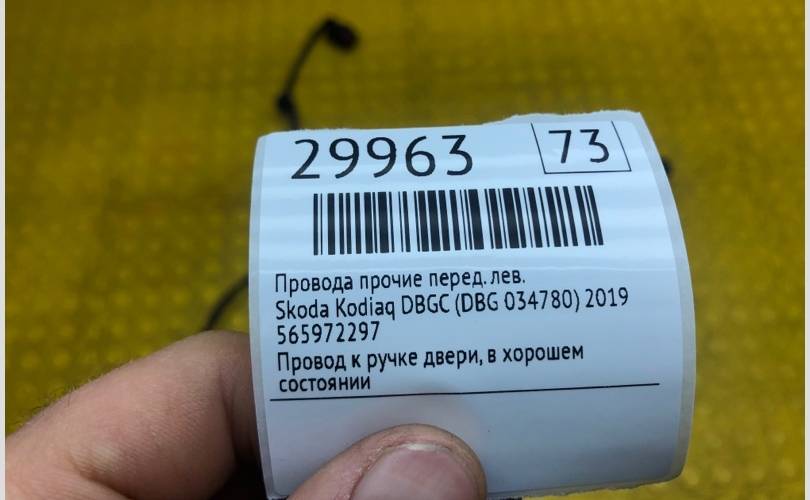 29963 73
Провода прочие перед. лев.
Skoda Kodiaq DBGC (DBG 034780) 2019
565972297
Провод к ручке двери, в хорошем
состоянии